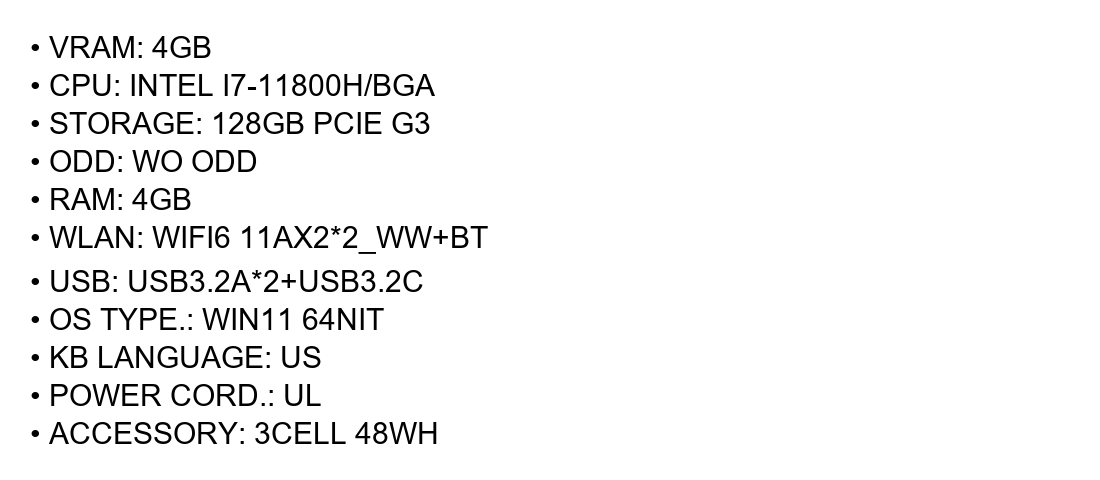 • VRAM: 4GB
• CPU: INTEL I7-11800H/BGA
• STORAGE: 128GB PCIE G3
• ODD: WO ODD
• RAM: 4GB
• WLAN: WIFI6 11AX2*2_WW+BT
• USB: USB3.2A*2+USB3.2C
• OS TYPE.: WIN11 64NIT
• KB LANGUAGE: US
• POWER CORD.: UL
• ACCESSORY: 3CELL 48WH